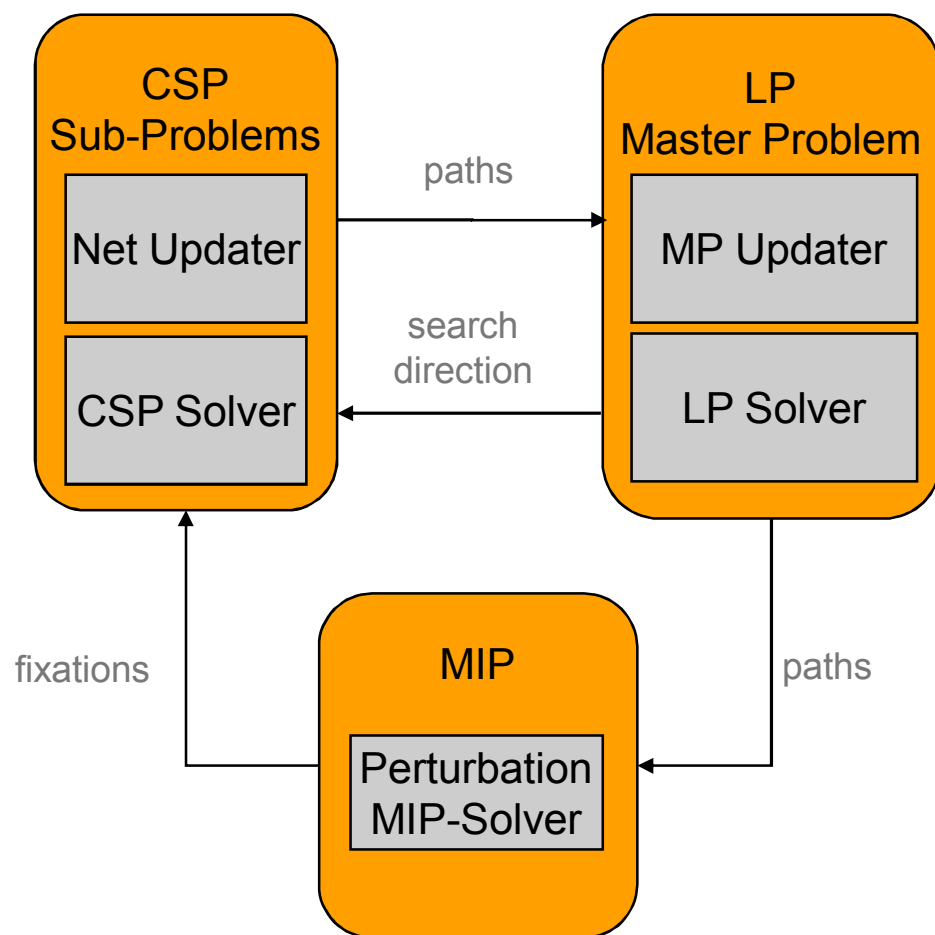 CSP
Sub-Problems
Net Updater
CSP Solver
paths
search
direction
LP
Master Problem
MP Updater
LP Solver
fixations
MIP
Perturbation
MIP-Solver
paths